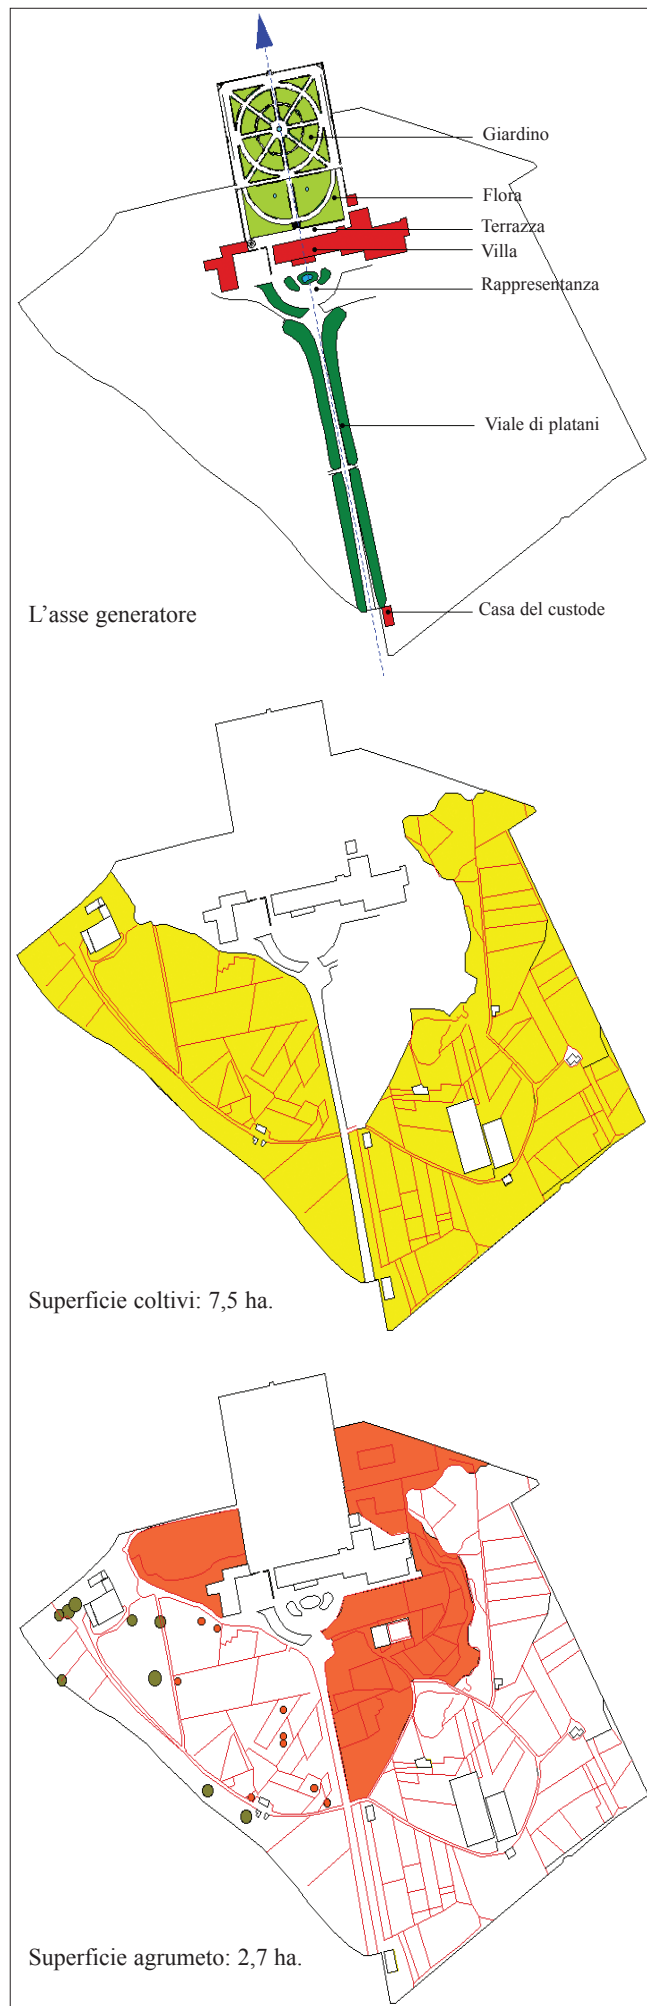 Giardino
Flora
Terrazza
Villa
Rappresentanza
Viale di platani
Casa del custode
L'asse generatore
Superficie coltivi: 7,5 ha.
Superficie agrumeto: 2,7 ha.